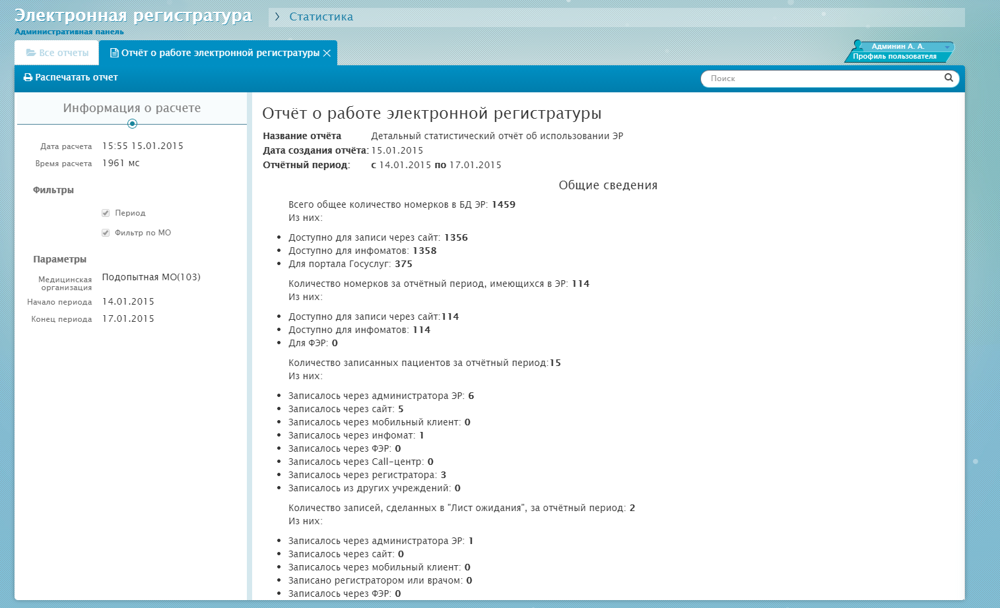 Электронная регистратура
Статистика
Административная панель
Все отчеты
Отчёт о работе электронной регистратуры
Админин А. А.
Профиль пользователя
Распечатать отчет
Поиск
Информация о расчете
Дата расчета 15:55 15.01.2015
Время расчета 1961 мс
Фильтры
Период
Фильтр по МО
Параметры
Медицинская организация Подопытная МО(103)
Начало периода 14.01.2015
Конец периода 17.01.2015
Отчёт о работе электронной регистратуры
Название отчёта Детальный статистический отчёт об использовании ЭР
Дата создания отчёта: 15.01.2015
Отчётный период: с 14.01.2015 по 17.01.2015
Общие сведения
Всего общее количество номерков в БД ЭР: 1459
Из них:
Доступно для записи через сайт: 1356
Доступно для инфоматов: 1358
Для портала Госуслуг: 375
Количество номерков за отчётный период, имеющихся в ЭР: 114
Из них:
Доступно для записи через сайт:114
Доступно для инфоматов: 114
Для ФЭР: 0
Количество записанных пациентов за отчётный период:15
Из них:
Записалось через администратора ЭР: 6
Записалось через сайт: 5
Записалось через мобильный клиент: 0
Записалось через инфомат: 1
Записалось через ФЭР: 0
Записалось через Call-центр: 0
Записалось через регистратора: 3
Записалось из других учреждений: 0
Количество записей, сделанных в "Лист ожидания", за отчётный период: 2
Из них:
Записалось через администратора ЭР: 1
Записалось через сайт: 0
Записалось через мобильный клиент: 0
Записано регистратором или врачом: 0
Записалось через ФЭР: 0